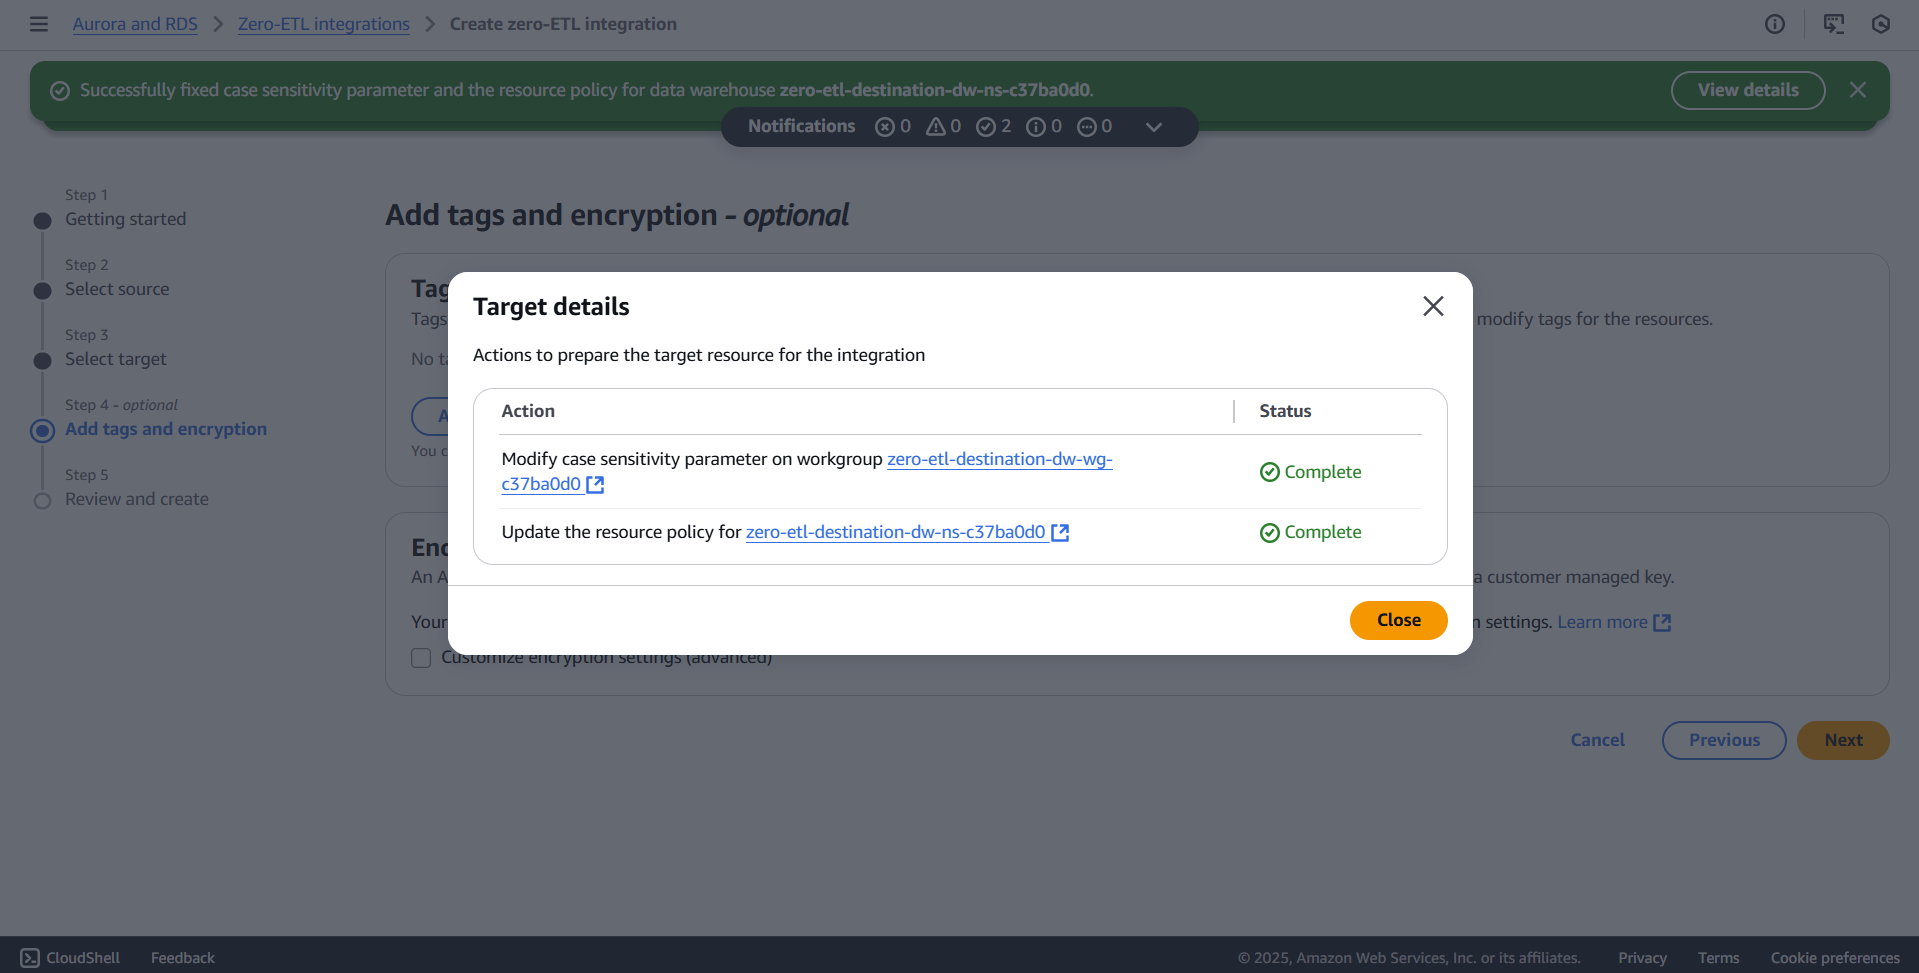 Aurora and RDS > Zero-ETL integrations > Create zero-ETL integration
Successfully fixed case sensitivity parameter and the resource policy for data warehouse zero-etl-destination-dw-ns-c37ba0d0.
View details
Notifications 0 0 2 0 0
Step 1
Getting started
Step 2
Select source
Step 3
Select target
Step 4 - optional
Add tags and encryption
Step 5
Review and create
Add tags and encryption - optional
Tag
Tags
modify tags for the resources.
No ta
A
You c
Target details
Actions to prepare the target resource for the integration
Action Status
Modify case sensitivity parameter on workgroup zero-etl-destination-dw-wg-
c37ba0d0
Complete
Update the resource policy for zero-etl-destination-dw-ns-c37ba0d0 Complete
Close
Enc
An A
a customer managed key.
Your
n settings. Learn more
Customize encryption settings (advanced)
Cancel Previous Next
CloudShell Feedback © 2025, Amazon Web Services, Inc. or its affiliates. Privacy Terms Cookie preferences